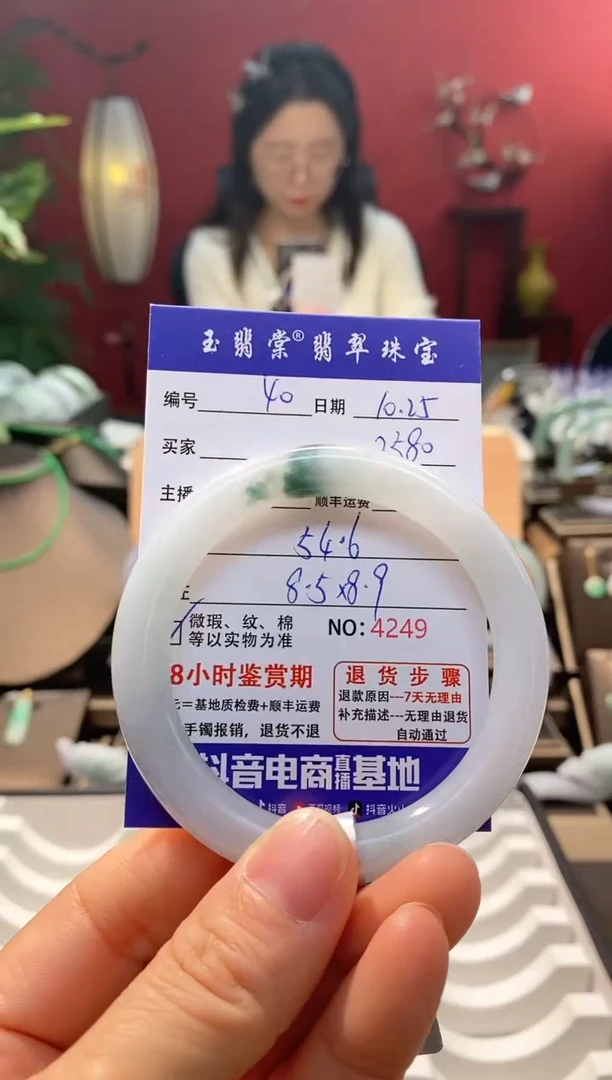 玉翡棠®翡翠珠宝
编号 40 日期 10.25
买家 2580
主播 顺丰运费
54.6
8.5×8.9
微瑕、纹、棉
等以实物为准
NO:4249
8小时鉴赏期
元=基地质检费+顺丰运费
手镯报销，退货不退
退货步骤
退款原因---7天无理由
补充描述---无理由退货
自动通过
抖音电商直播基地
抖音